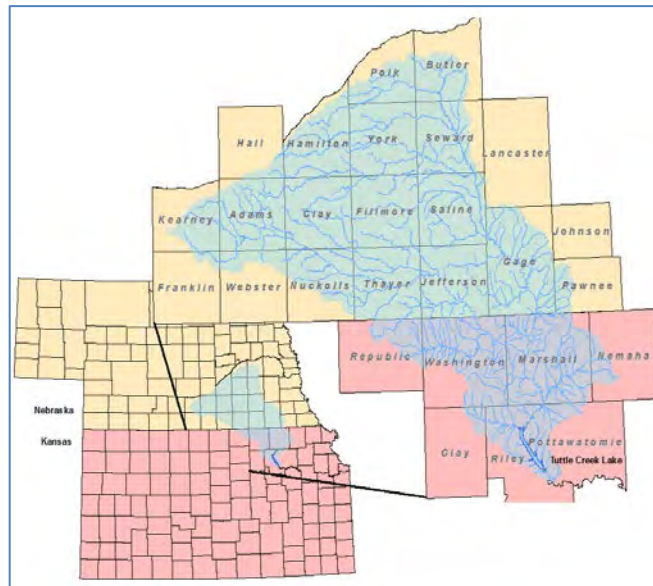 Polk
Butler
Hall
Hamilton
York
Seward
Lancaster
Kearney
Adams
Clay
Fillmore
Saline
Johnson
Gage
Franklin
Webster
Nuckolls
Thayer
Jefferson
Pawnee
Republic
Washington
Marshall
Nemaha
Nebraska
Kansas
Clay
Riley
Pottawatomie
Tuttle Creek Lake